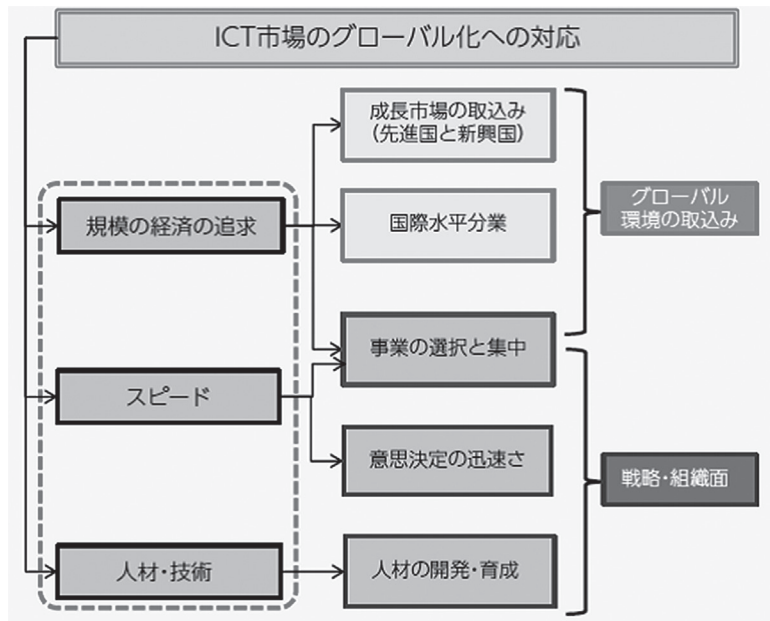 ICT市場のグローバル化への対応
規模の経済の追求
スピード
人材・技術
成長市場の取込み
（先進国と新興国）
国際水平分業
事業の選択と集中
意思決定の迅速さ
人材の開発・育成
グローバル
環境の取込み
戦略・組織面